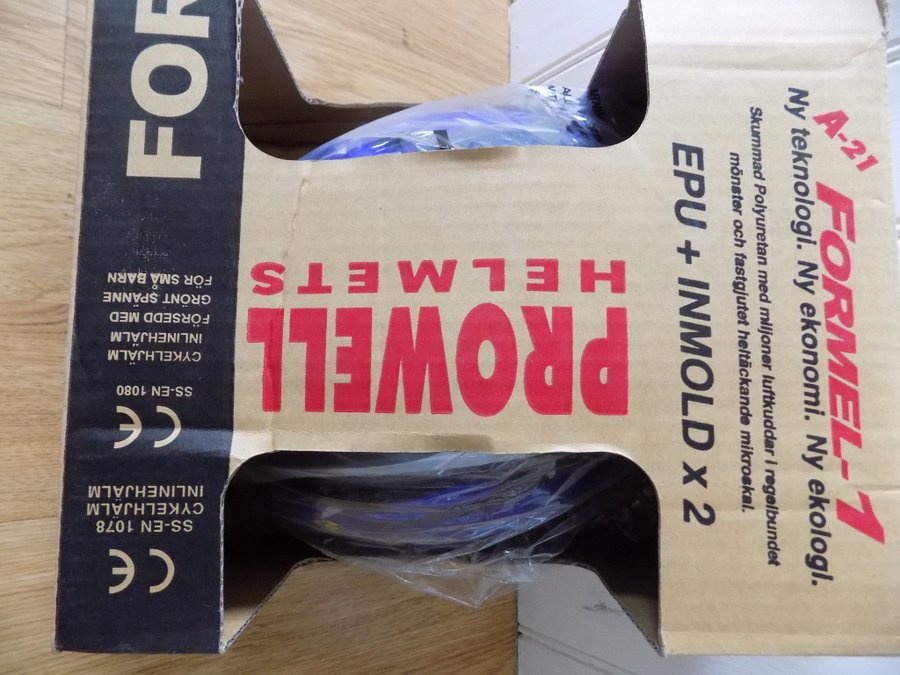 FOR
PROWELL
HELMETS
CE
SS-EN 1078
CYKELHJÄLM
INLINEHJÄLM
CE
SS-EN 1080
CYKELHJÄLM
INLINEHJÄLM
FÖRSEDD MED
GRÖNT SPÄNNE
FÖR SMÅ BARN
A-21 FORMEL-1
Ny teknologi. Ny ekonomi. Ny ekologi.
Skummad Polyuretan med miljoner luftkuddar i regelbundet
mönster och fastgjutet heltäckande mikroskal.
EPU + INMOLD x 2